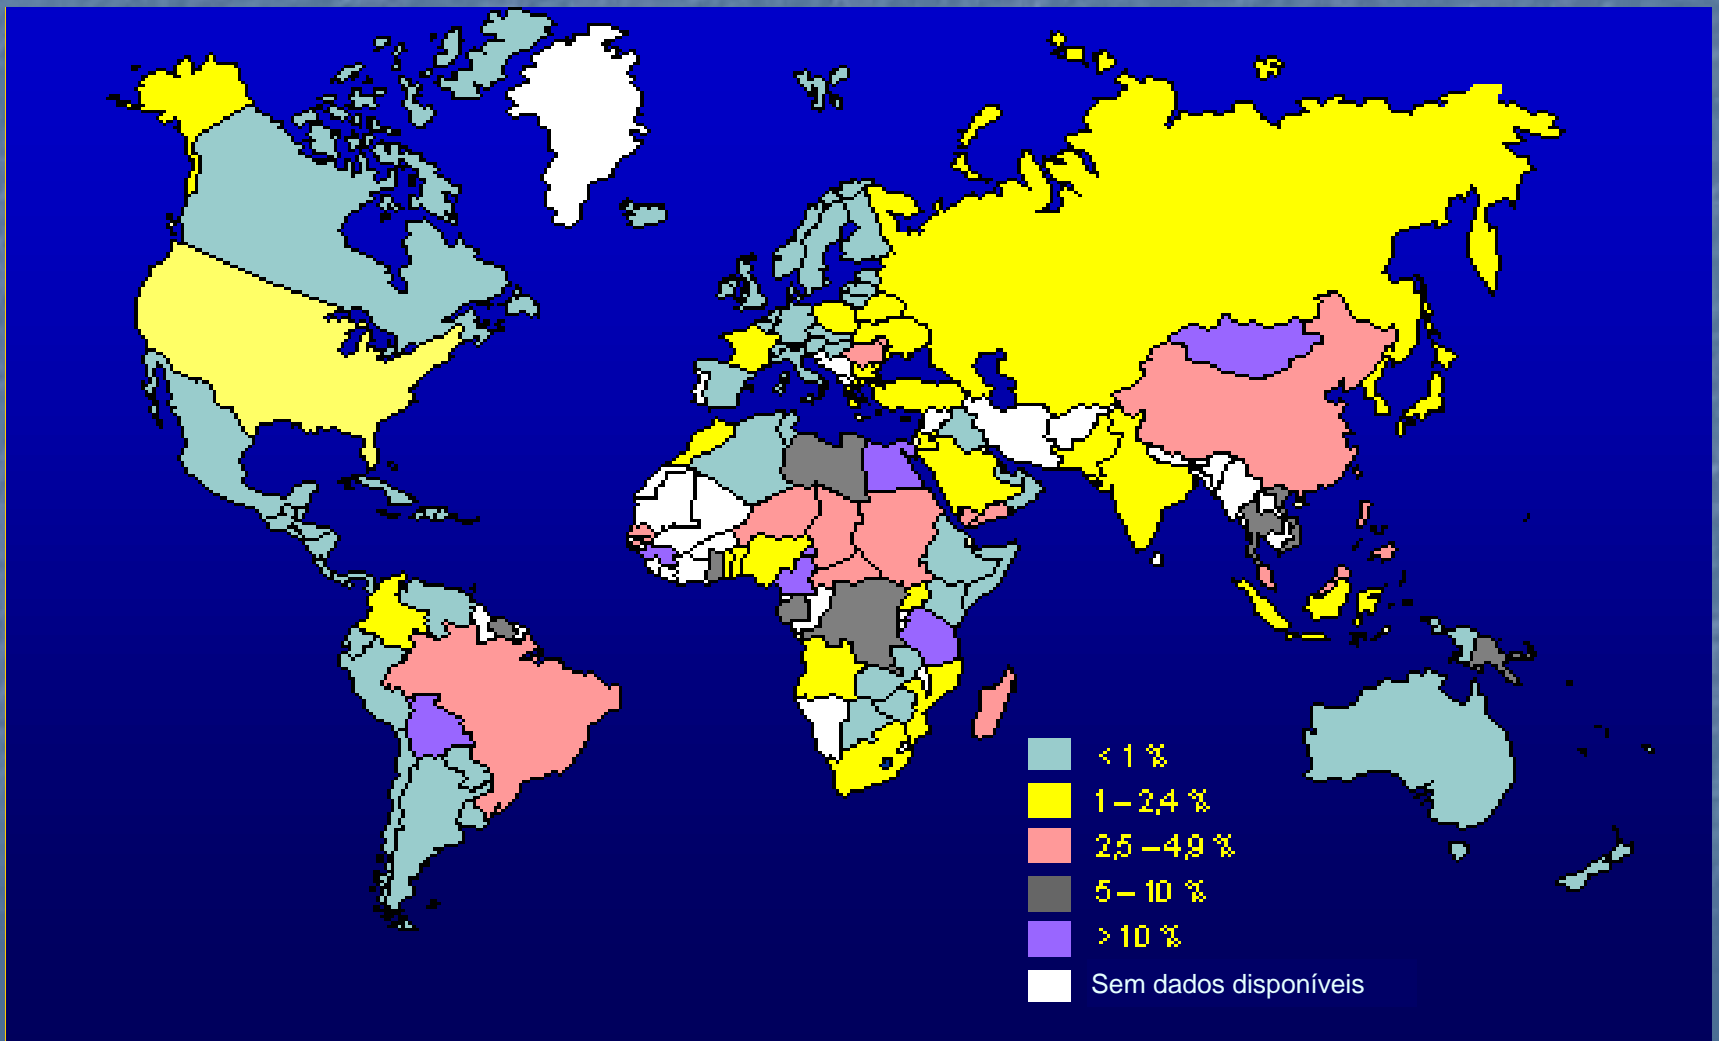 < 1 %
1 – 2,4 %
2,5 – 4,9 %
5 – 10 %
> 10 %
Sem dados disponíveis